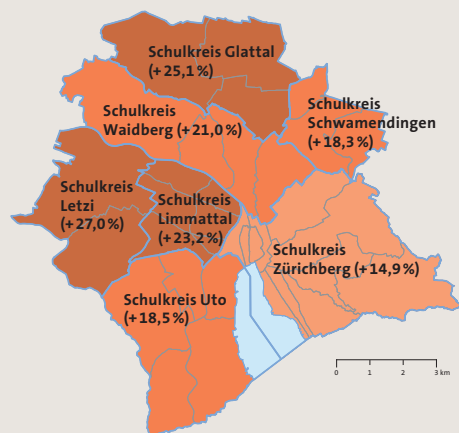 Schulkreis Glattal
(+25,1 %)
Schulkreis
Waidberg (+21,0 %)
Schulkreis
Schwamendingen
(+18,3 %)
Schulkreis
Letzi
(+27,0 %)
Schulkreis
Limmattal
(+23,2 %)
Schulkreis
Zürichberg (+14,9 %)
Schulkreis Uto
(+18,5 %)
0 1 2 3 km